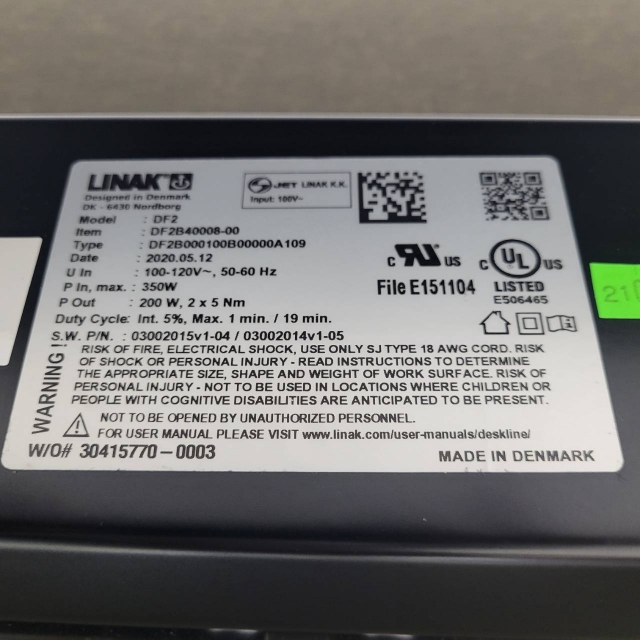 LINAK
Designed in Denmark
DK - 6430 Nordborg
JET LINAK K.K.
Input: 100V~
Model : DF2
Item : DF2B40008-00
Type : DF2B000100B00000A109
Date : 2020.05.12
U In : 100-120V~, 50-60 Hz
P In, max. : 350W
P Out : 200 W, 2 x 5 Nm
Duty Cycle: Int. 5%, Max. 1 min. / 19 min.
S.W. P/N. : 03002015v1-04 / 03002014v1-05
c RU US
File E151104
c UL US
LISTED
E506465
210
WARNING
RISK OF FIRE, ELECTRICAL SHOCK, USE ONLY SJ TYPE 18 AWG CORD. RISK
OF SHOCK OR PERSONAL INJURY - READ INSTRUCTIONS TO DETERMINE
THE APPROPRIATE SIZE, SHAPE AND WEIGHT OF WORK SURFACE. RISK OF
PERSONAL INJURY - NOT TO BE USED IN LOCATIONS WHERE CHILDREN OR
PEOPLE WITH COGNITIVE DISABILITIES ARE ANTICIPATED TO BE PRESENT.
NOT TO BE OPENED BY UNAUTHORIZED PERSONNEL.
FOR USER MANUAL PLEASE VISIT www.linak.com/user-manuals/deskline/
W/O# 30415770-0003
MADE IN DENMARK